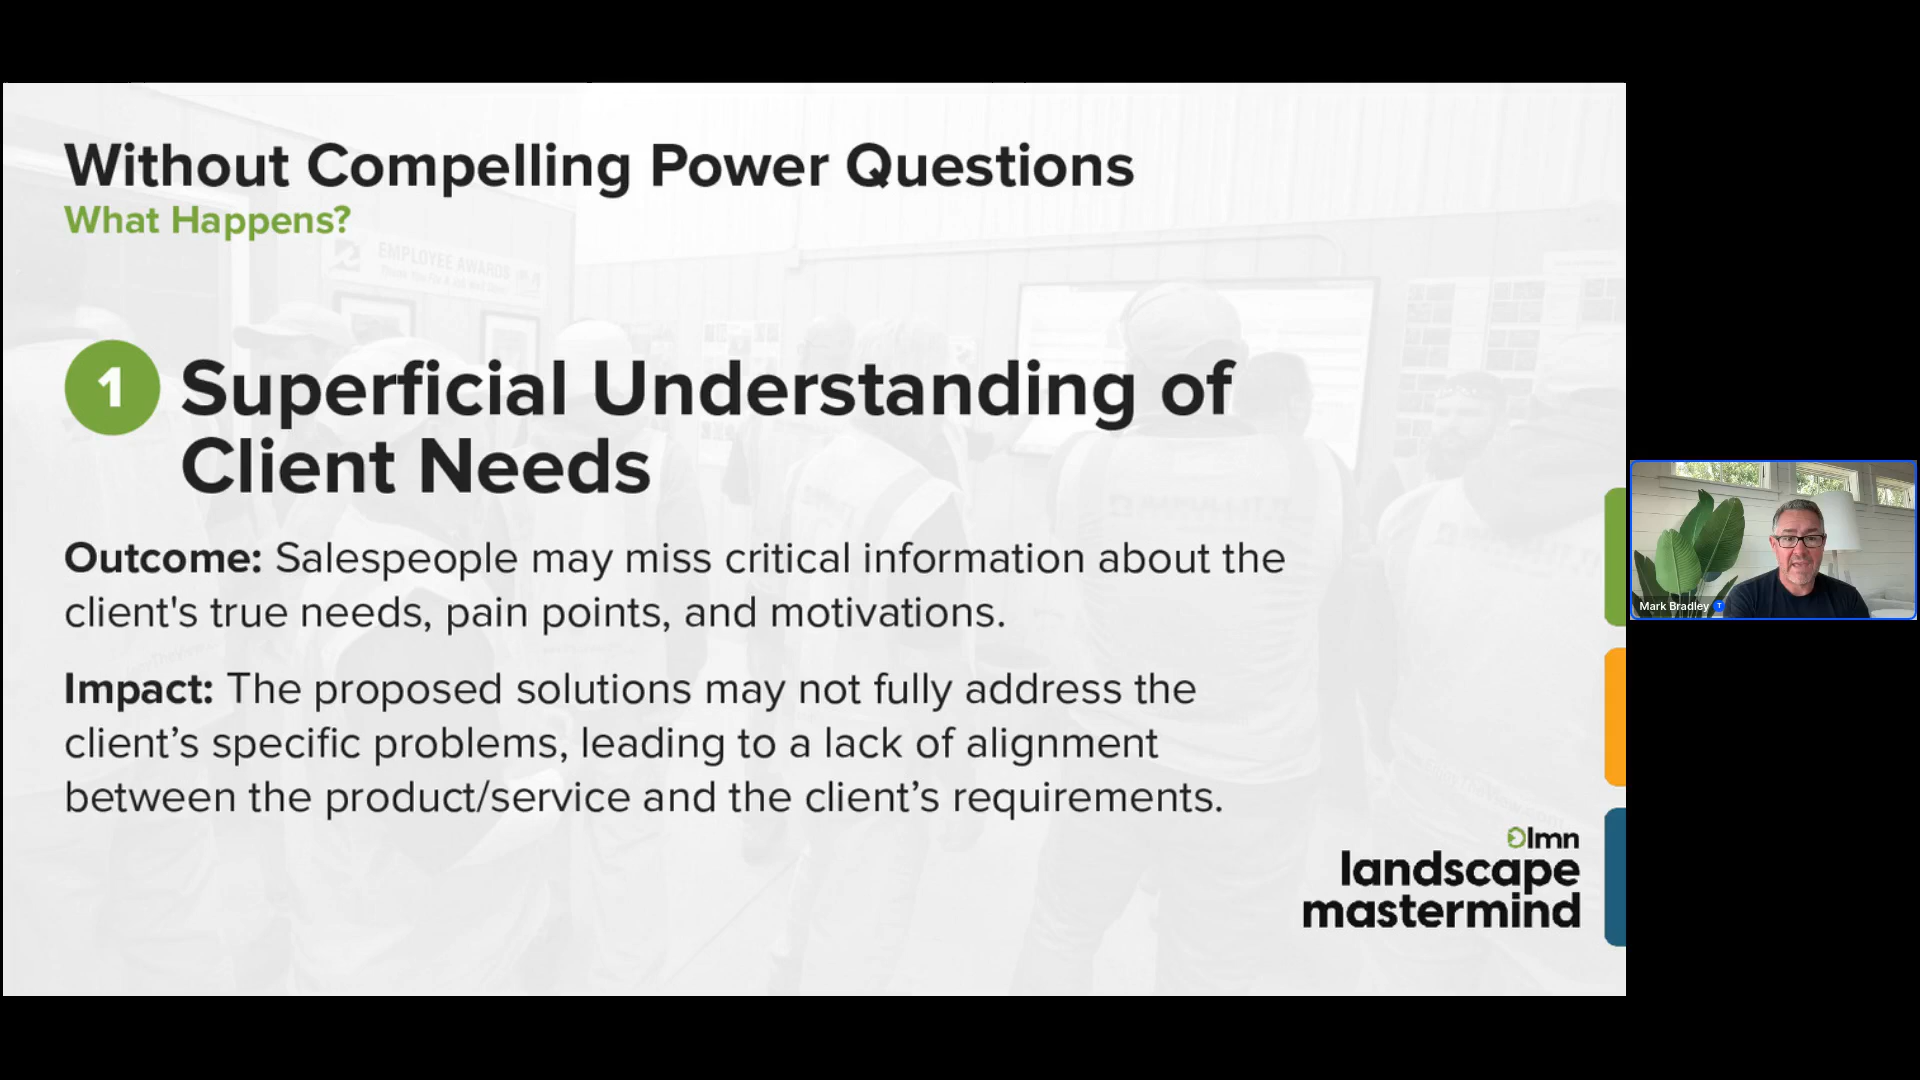 Without Compelling Power Questions
What Happens?
EMPLOYEE AWARDS
1
Superficial Understanding of
Client Needs
Outcome: Salespeople may miss critical information about the
client's true needs, pain points, and motivations.
Impact: The proposed solutions may not fully address the
client’s specific problems, leading to a lack of alignment
between the product/service and the client’s requirements.
lmn
landscape
mastermind
Mark Bradley
T